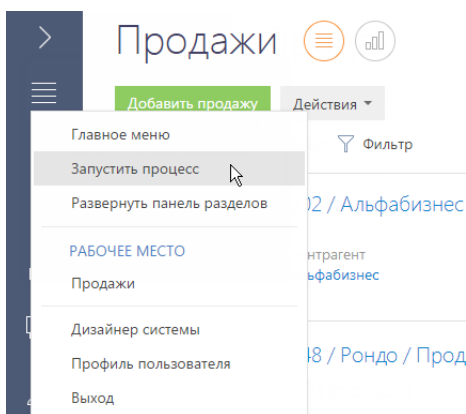 Продажи
Добавить продажу Действия
Главное меню
Фильтр
Запустить процесс
Развернуть панель разделов
02 / Альфабизнес
РАБОЧЕЕ МЕСТО
нтрагент
Продажи
ьфабизнес
Дизайнер системы
48 / Рондо / Прод
Профиль пользователя
Выход